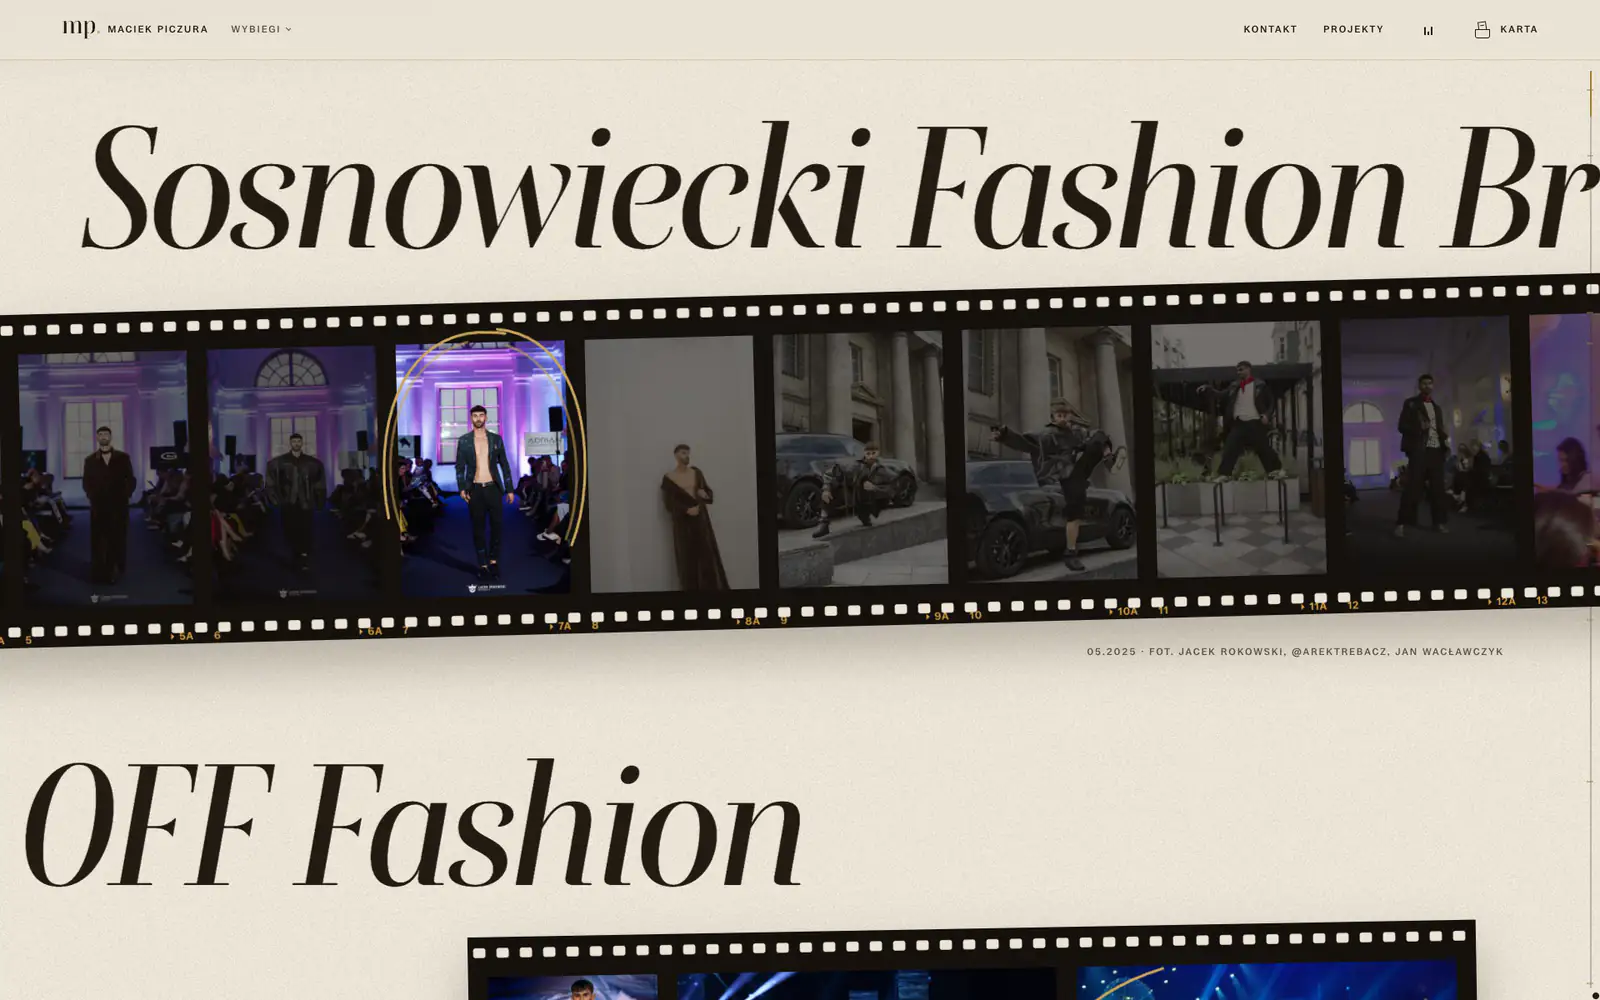 mp. MACIEK PICZURA WYBIEGI KONTAKT PROJEKTY KARTA
Sosnowiecki Fashion Br
5 5A 6 6A 7 7A 8 8A 9 9A 10 10A 11 11A 12 12A 13
05.2025 · FOT. JACEK ROKOWSKI, @AREKTREBACZ, JAN WACŁAWCZYK
OFF Fashion